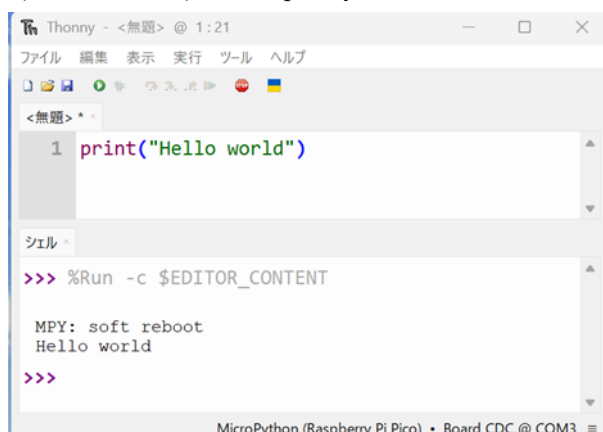 Thonny - <無題> @ 1:21
ファイル 編集 表示 実行 ツール ヘルプ
<無題> * ×
1 print("Hello world")
シェル ×
>>> %Run -c $EDITOR_CONTENT
MPY: soft reboot
Hello world
>>>
MicroPython (Raspberry Pi Pico) • Board CDC @ COM3 ≡